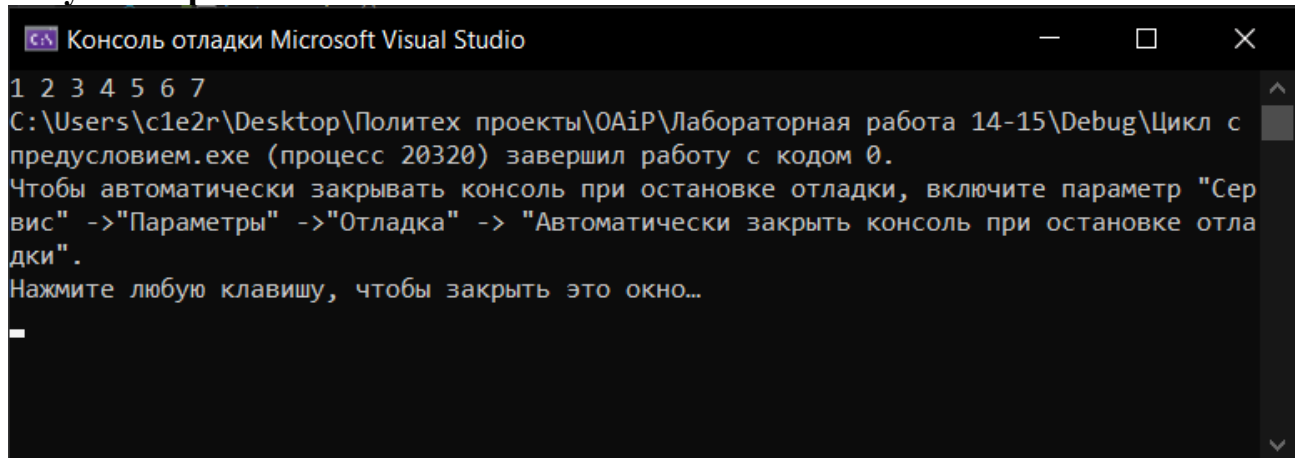 Консоль отладки Microsoft Visual Studio
1 2 3 4 5 6 7
C:\Users\c1e2r\Desktop\Политех проекты\OAiP\Лабораторная работа 14-15\Debug\Цикл с
предусловием.exe (процесс 20320) завершил работу с кодом 0.
Чтобы автоматически закрывать консоль при остановке отладки, включите параметр "Сер
вис" ->"Параметры" ->"Отладка" -> "Автоматически закрыть консоль при остановке отла
дки".
Нажмите любую клавишу, чтобы закрыть это окно…